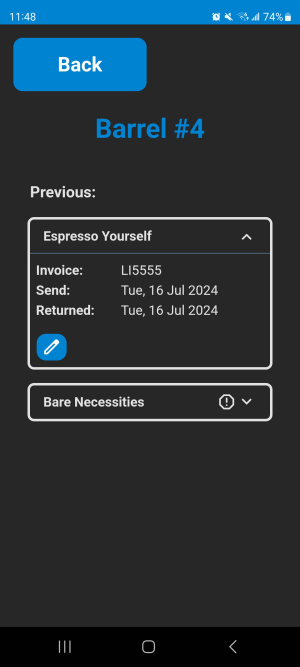 11:48
74%
Back
Barrel #4
Previous:
Espresso Yourself
Invoice: LI5555
Send: Tue, 16 Jul 2024
Returned: Tue, 16 Jul 2024
Bare Necessities